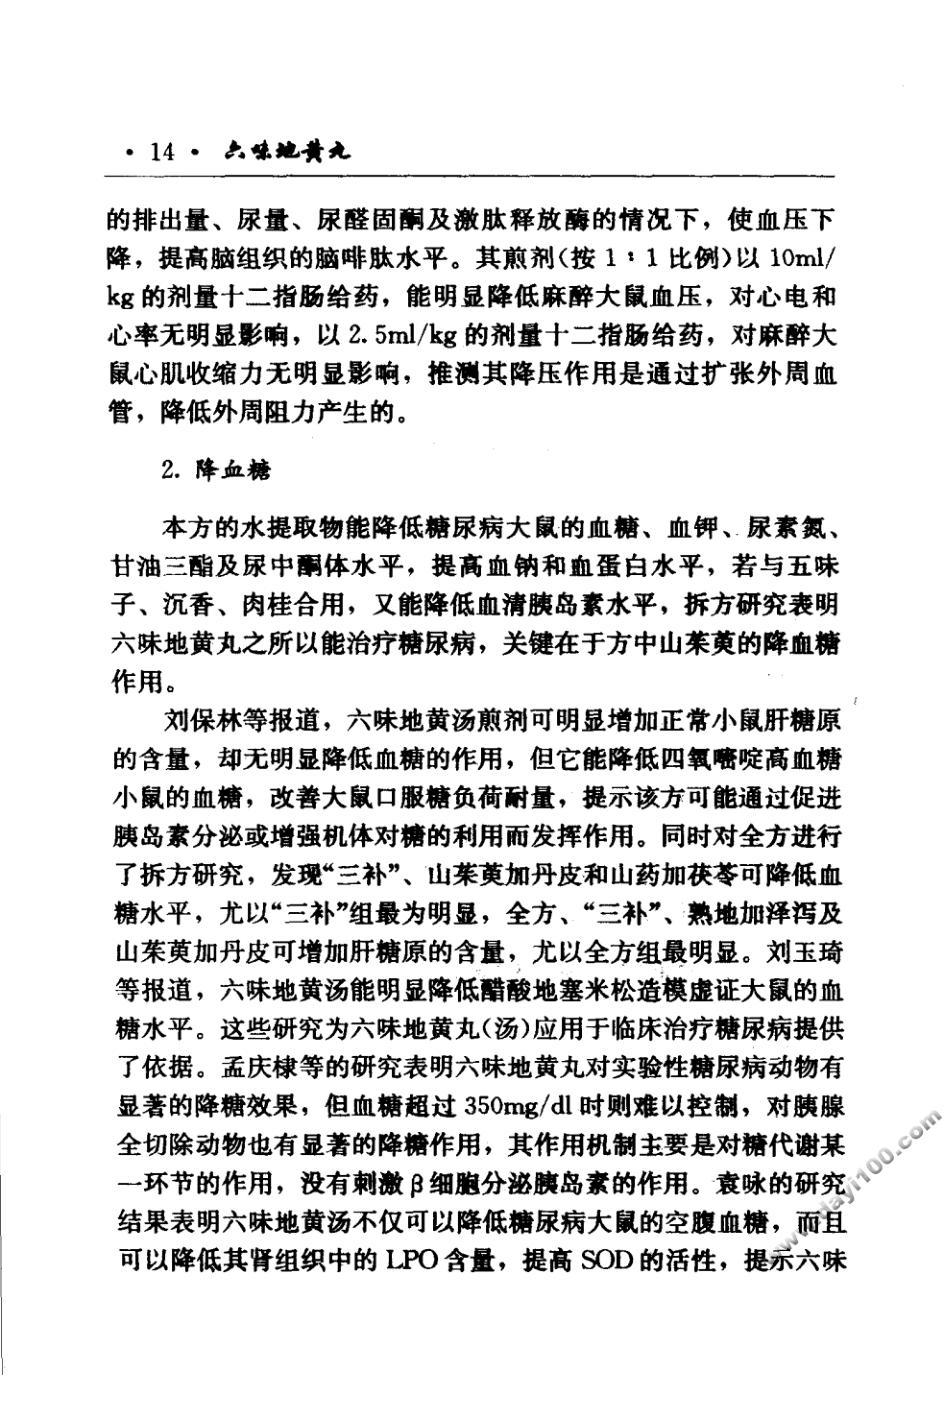 · 14 · 六味地黄丸
的排出量、尿量、尿醛固酮及激肽释放酶的情况下，使血压下
降，提高脑组织的脑啡肽水平。其煎剂(按 1：1 比例)以 10ml/
kg 的剂量十二指肠给药，能明显降低麻醉大鼠血压，对心电和
心率无明显影响，以 2.5ml/kg 的剂量十二指肠给药，对麻醉大
鼠心肌收缩力无明显影响，推测其降压作用是通过扩张外周血
管，降低外周阻力产生的。
2. 降血糖
本方的水提取物能降低糖尿病大鼠的血糖、血钾、尿素氮、
甘油三酯及尿中酮体水平，提高血钠和血蛋白水平，若与五味
子、沉香、肉桂合用，又能降低血清胰岛素水平，拆方研究表明
六味地黄丸之所以能治疗糖尿病，关键在于方中山茱萸的降血糖
作用。
刘保林等报道，六味地黄汤煎剂可明显增加正常小鼠肝糖原
的含量，却无明显降低血糖的作用，但它能降低四氧嘧啶高血糖
小鼠的血糖，改善大鼠口服糖负荷耐量，提示该方可能通过促进
胰岛素分泌或增强机体对糖的利用而发挥作用。同时对全方进行
了拆方研究，发现“三补”、山茱萸加丹皮和山药加茯苓可降低血
糖水平，尤以“三补”组最为明显，全方、“三补”、熟地加泽泻及
山茱萸加丹皮可增加肝糖原的含量，尤以全方组最明显。刘玉琦
等报道，六味地黄汤能明显降低醋酸地塞米松造模虚证大鼠的血
糖水平。这些研究为六味地黄丸(汤)应用于临床治疗糖尿病提供
了依据。孟庆棣等的研究表明六味地黄丸对实验性糖尿病动物有
显著的降糖效果，但血糖超过 350mg/dl 时则难以控制，对胰腺
全切除动物也有显著的降糖作用，其作用机制主要是对糖代谢某
一环节的作用，没有刺激β细胞分泌胰岛素的作用。袁咏的研究
结果表明六味地黄汤不仅可以降低糖尿病大鼠的空腹血糖，而且
可以降低其肾组织中的 LPO 含量，提高 SOD 的活性，提示六味
www.dayi100.com